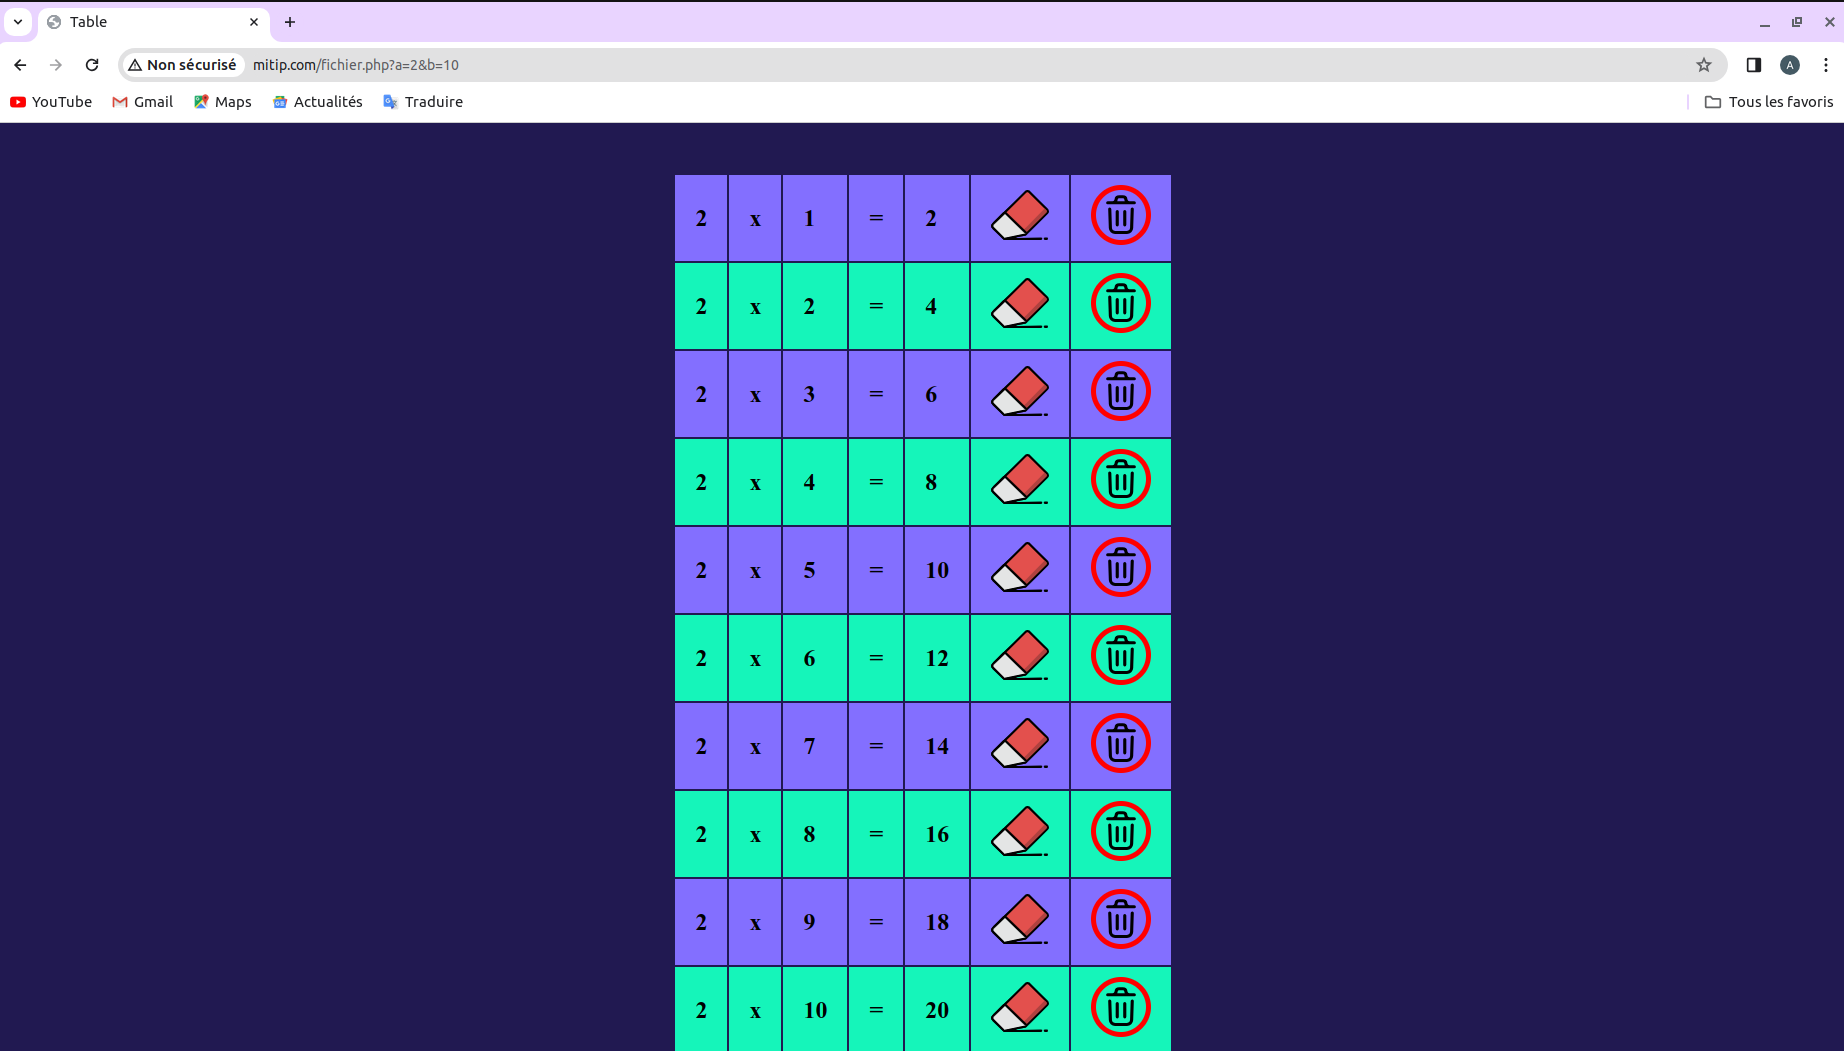 Table
Non sécurisé mitip.com/fichier.php?a=2&b=10
A
YouTube Gmail Maps Actualités Traduire Tous les favoris
2 x 1 = 2
2 x 2 = 4
2 x 3 = 6
2 x 4 = 8
2 x 5 = 10
2 x 6 = 12
2 x 7 = 14
2 x 8 = 16
2 x 9 = 18
2 x 10 = 20